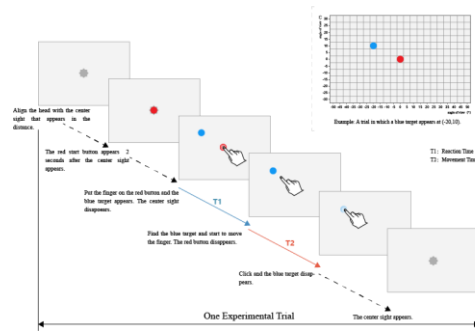 Align the head with the center
sight that appears in the
distance.
The red start button appears 2
seconds after the center sight
appears.
Put the finger on the red button and the
blue target appears. The center sight
disappears.
T1
Find the blue target and start to move
the finger. The red button disappears.
T2
Click and the blue target disap-
pears.
The center sight appears.
One Experimental Trial
Example: A trial in which a blue target appears at (-20,10).
T1: Reaction Time
T2: Movement Time